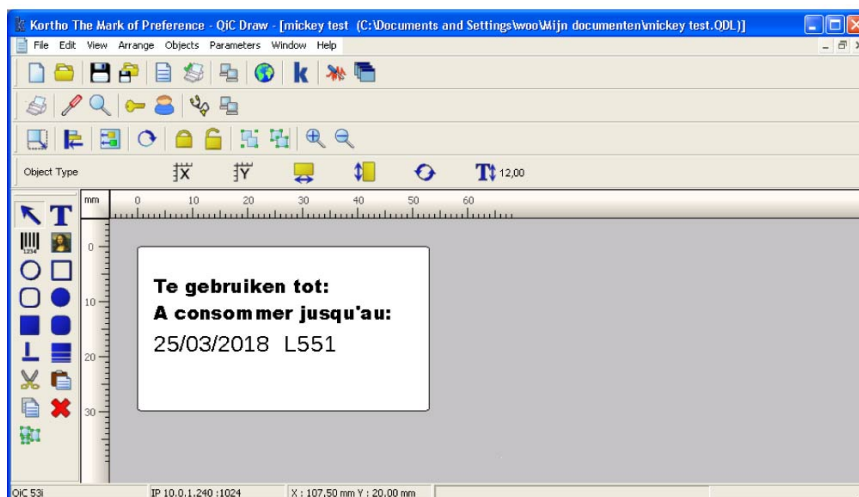 Kortho The Mark of Preference - QiC Draw - [mickey test (C:\Documents and Settings\woo\Mijn documenten\mickey test.QDL)]
File Edit View Arrange Objects Parameters Window Help
k
Object Type X Y T 12,00
mm 0 10 20 30 40 50 60
T
1234
0
Te gebruiken tot:
10
A consommer jusqu'au:
25/03/2018 L551
20
30
QiC 53i IP 10.0.1.240 :1024 X : 107.50 mm Y : 20.00 mm